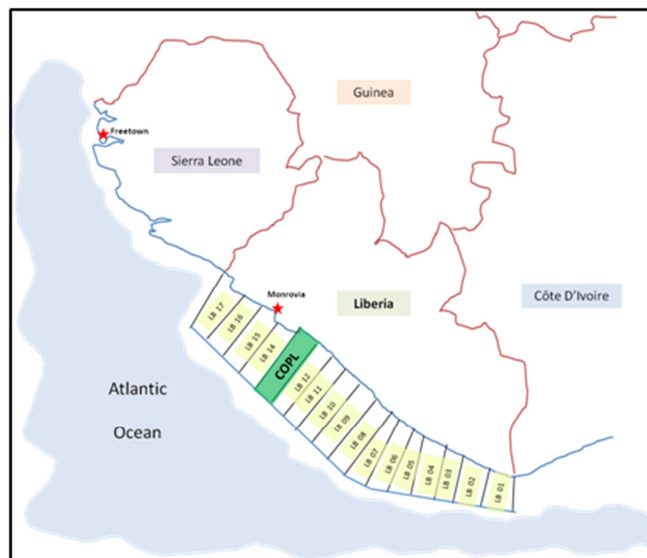 Guinea
Freetown
Sierra Leone
Monrovia
Liberia
Côte D'Ivoire
Atlantic
Ocean
LB 17
LB 16
LB 15
LB 14
COPL
LB 12
LB 11
LB 10
LB 09
LB 08
LB 07
LB 06
LB 05
LB 04
LB 03
LB 02
LB 01